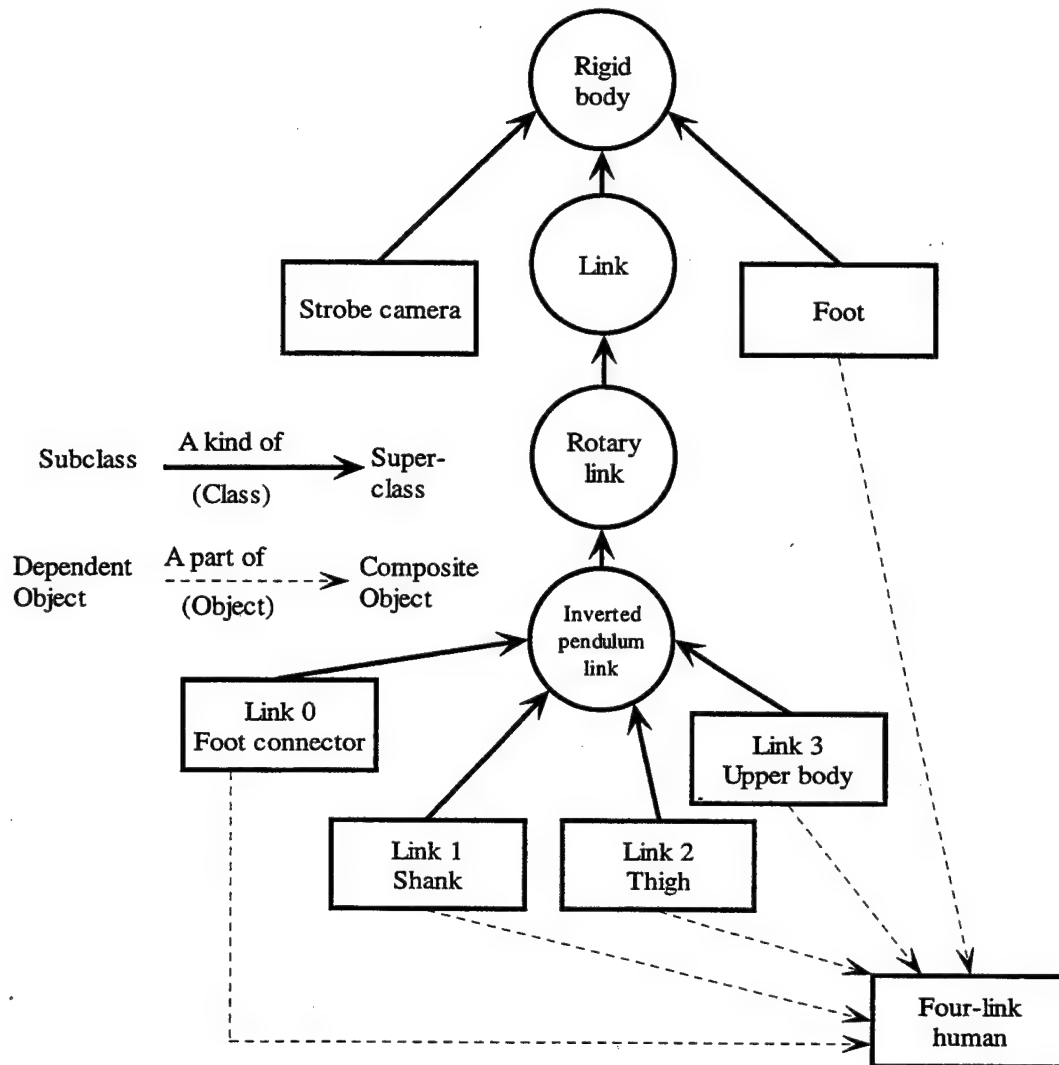 Rigid
body
Link
Strobe camera
Foot
Rotary
link
Subclass
A kind of
(Class)
Super-
class
Dependent
Object
A part of
(Object)
Composite
Object
Inverted
pendulum
link
Link 0
Foot connector
Link 3
Upper body
Link 1
Shank
Link 2
Thigh
Four-link
human